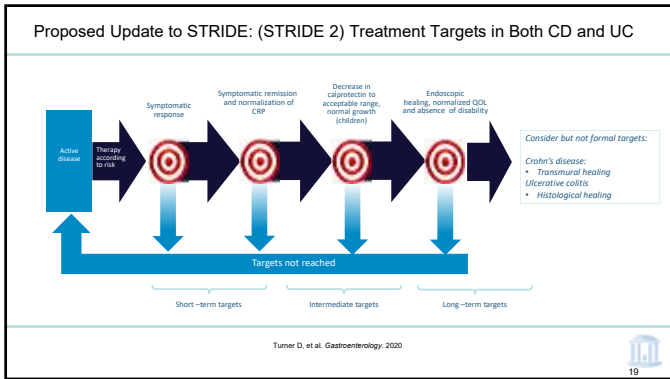 Proposed Update to STRIDE: (STRIDE 2) Treatment Targets in Both CD and UC
Active
disease
Therapy
according
to risk
Symptomatic
response
Symptomatic remission
and normalization of
CRP
Decrease in
calprotectin to
acceptable range,
normal growth
(children)
Endoscopic
healing, normalized QOL
and absence of disability
Consider but not formal targets:
Crohn's disease:
• Transmural healing
Ulcerative colitis
• Histological healing
Targets not reached
Short –term targets
Intermediate targets
Long –term targets
Turner D, et al. Gastroenterology. 2020
19